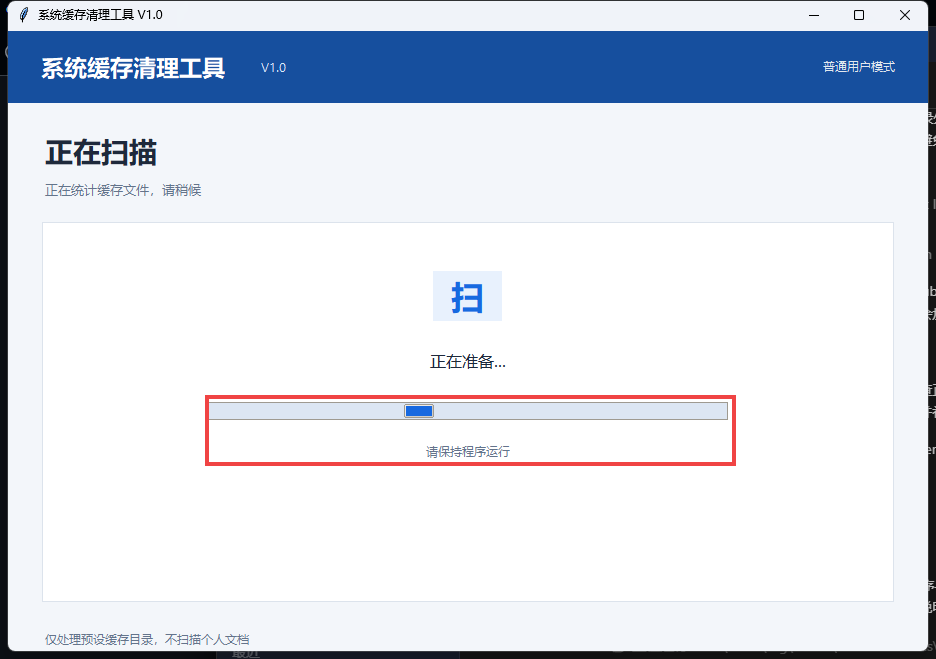 系统缓存清理工具 V1.0
系统缓存清理工具 V1.0 普通用户模式
正在扫描
正在统计缓存文件，请稍候
扫
正在准备...
请保持程序运行
仅处理预设缓存目录，不扫描个人文档
最近